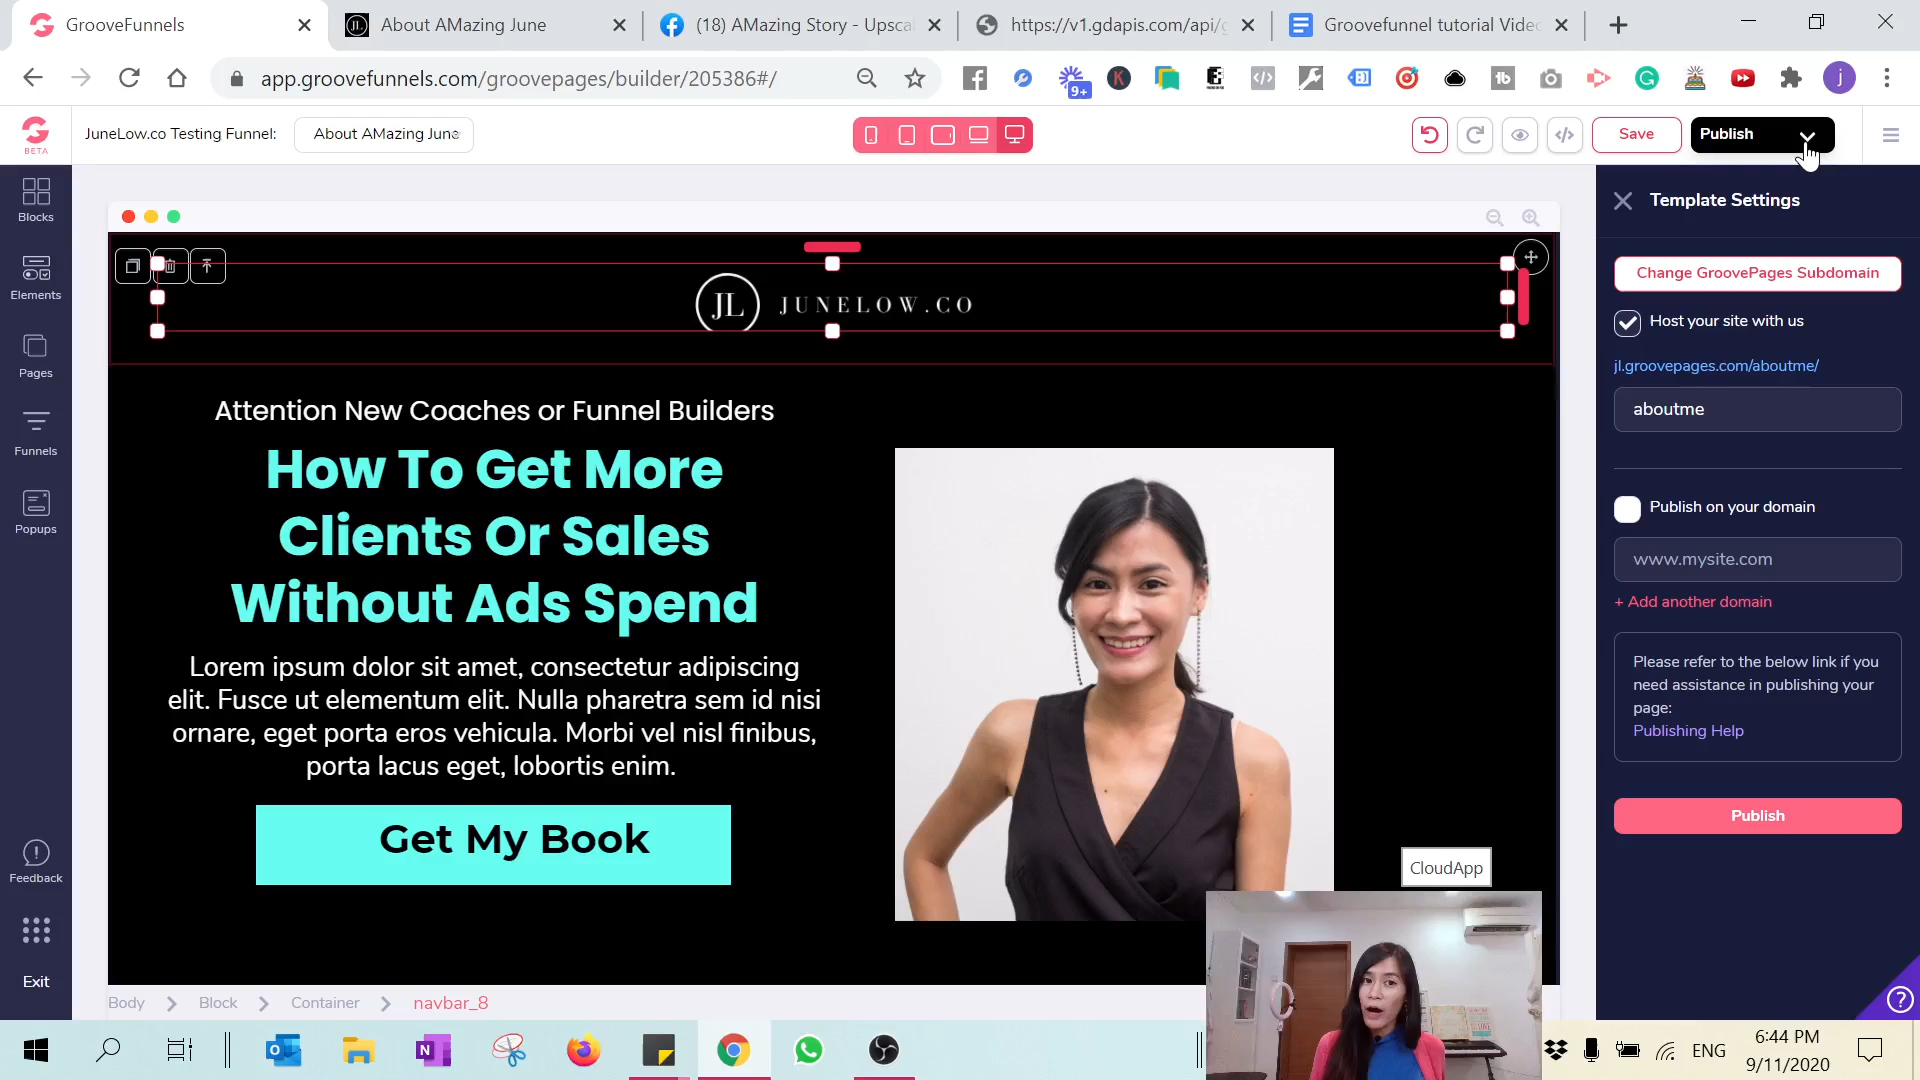 GrooveFunnels
About AMazing June
(18) AMazing Story - Upscal
https://v1.gdapis.com/api/g
Groovefunnel tutorial Videc
app.groovefunnels.com/groovepages/builder/205386#/
9+
BETA
JuneLow.co Testing Funnel:
About AMazing June
Save
Publish
Blocks
Elements
Pages
Funnels
Popups
Feedback
Exit
JL JUNELOW.CO
Attention New Coaches or Funnel Builders
How To Get More
Clients Or Sales
Without Ads Spend
Lorem ipsum dolor sit amet, consectetur adipiscing
elit. Fusce ut elementum elit. Nulla pharetra sem id nisi
ornare, eget porta eros vehicula. Morbi vel nisl finibus,
porta lacus eget, lobortis enim.
Get My Book
CloudApp
Body
Block
Container
navbar_8
Template Settings
Change GroovePages Subdomain
Host your site with us
jl.groovepages.com/aboutme/
aboutme
Publish on your domain
www.mysite.com
+ Add another domain
Please refer to the below link if you
need assistance in publishing your
page:
Publishing Help
Publish
ENG
6:44 PM
9/11/2020